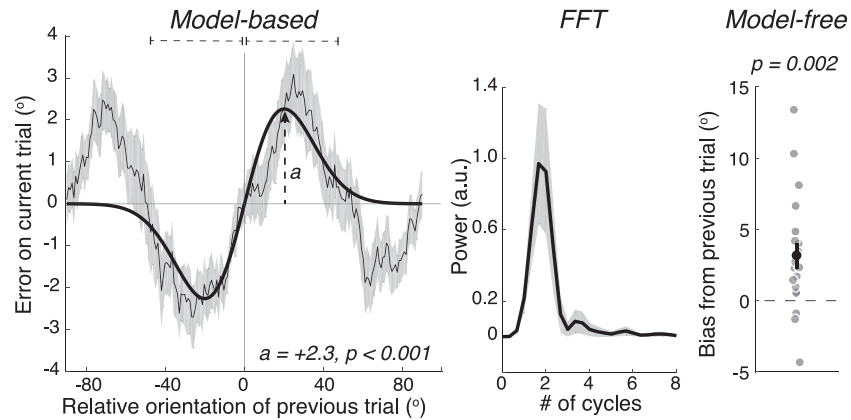 Model-based
4
3
2
1
0
-1
-2
-3
-4
Error on current trial (°)
a
a = +2.3, p < 0.001
-80
-40
0
40
80
Relative orientation of previous trial (°)
FFT
1.4
1.0
0.6
0.2
0
Power (a.u.)
0
2
4
6
8
# of cycles
Model-free
p = 0.002
15
10
5
0
-5
Bias from previous trial (°)